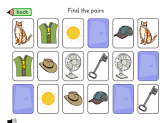 back
Find the pairs